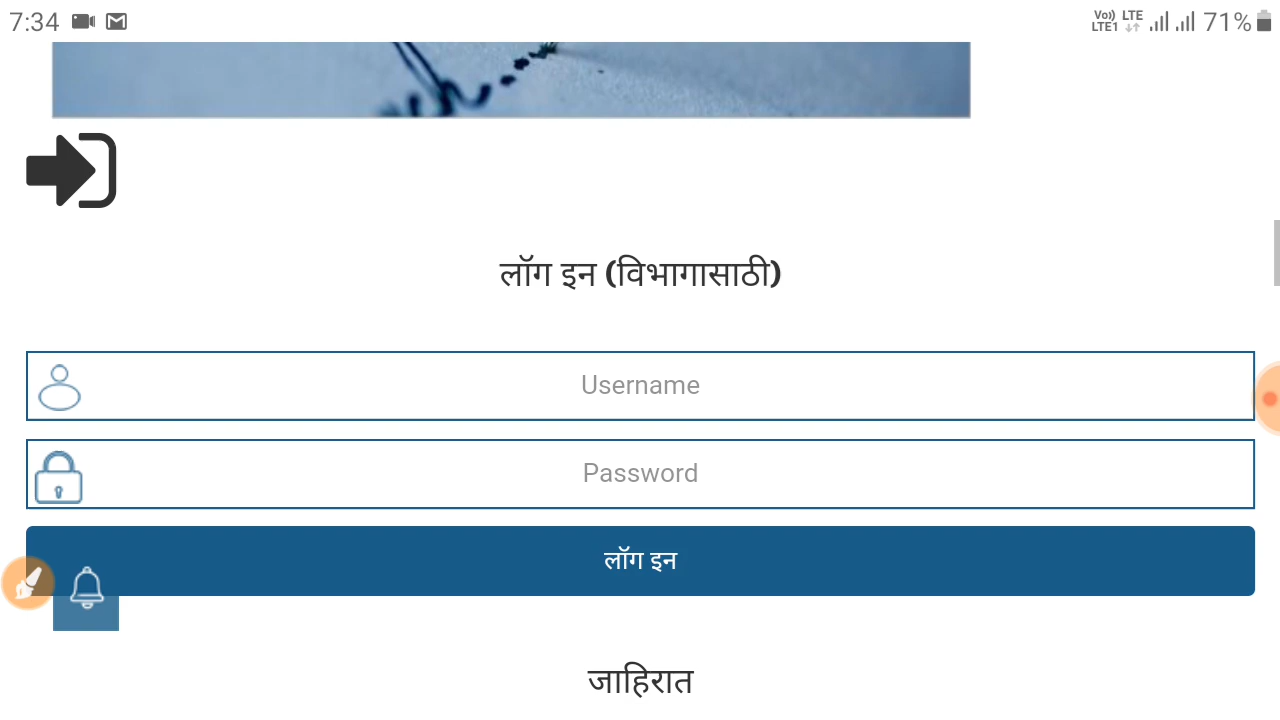 7:34
Vo)) LTE
LTE1
71%
लॉग इन (विभागासाठी)
Username
Password
लॉग इन
जाहिरात